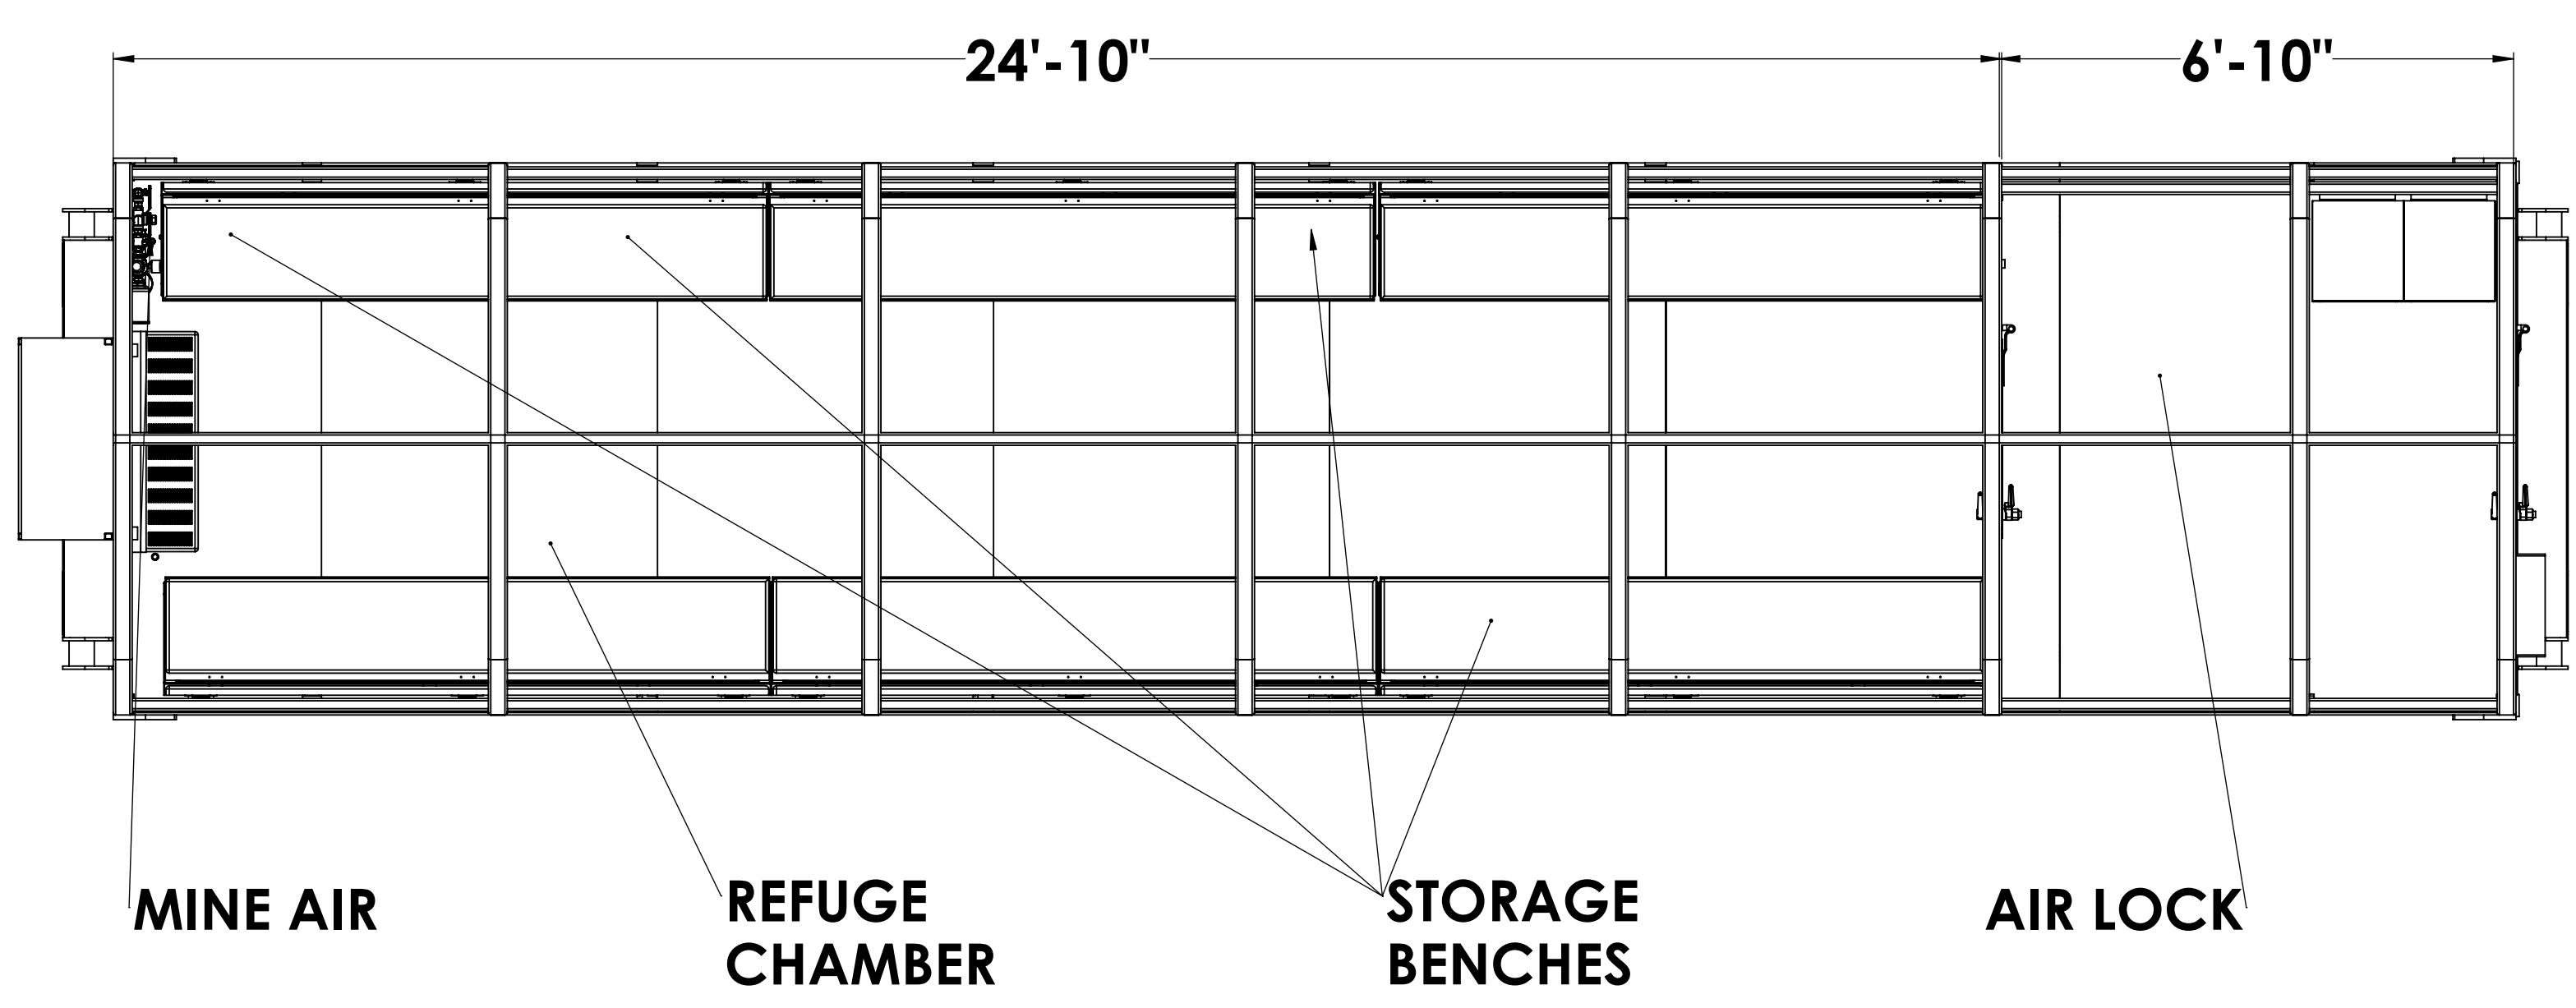 24'-10"
6'-10"
MINE AIR
REFUGE
CHAMBER
STORAGE
BENCHES
AIR LOCK